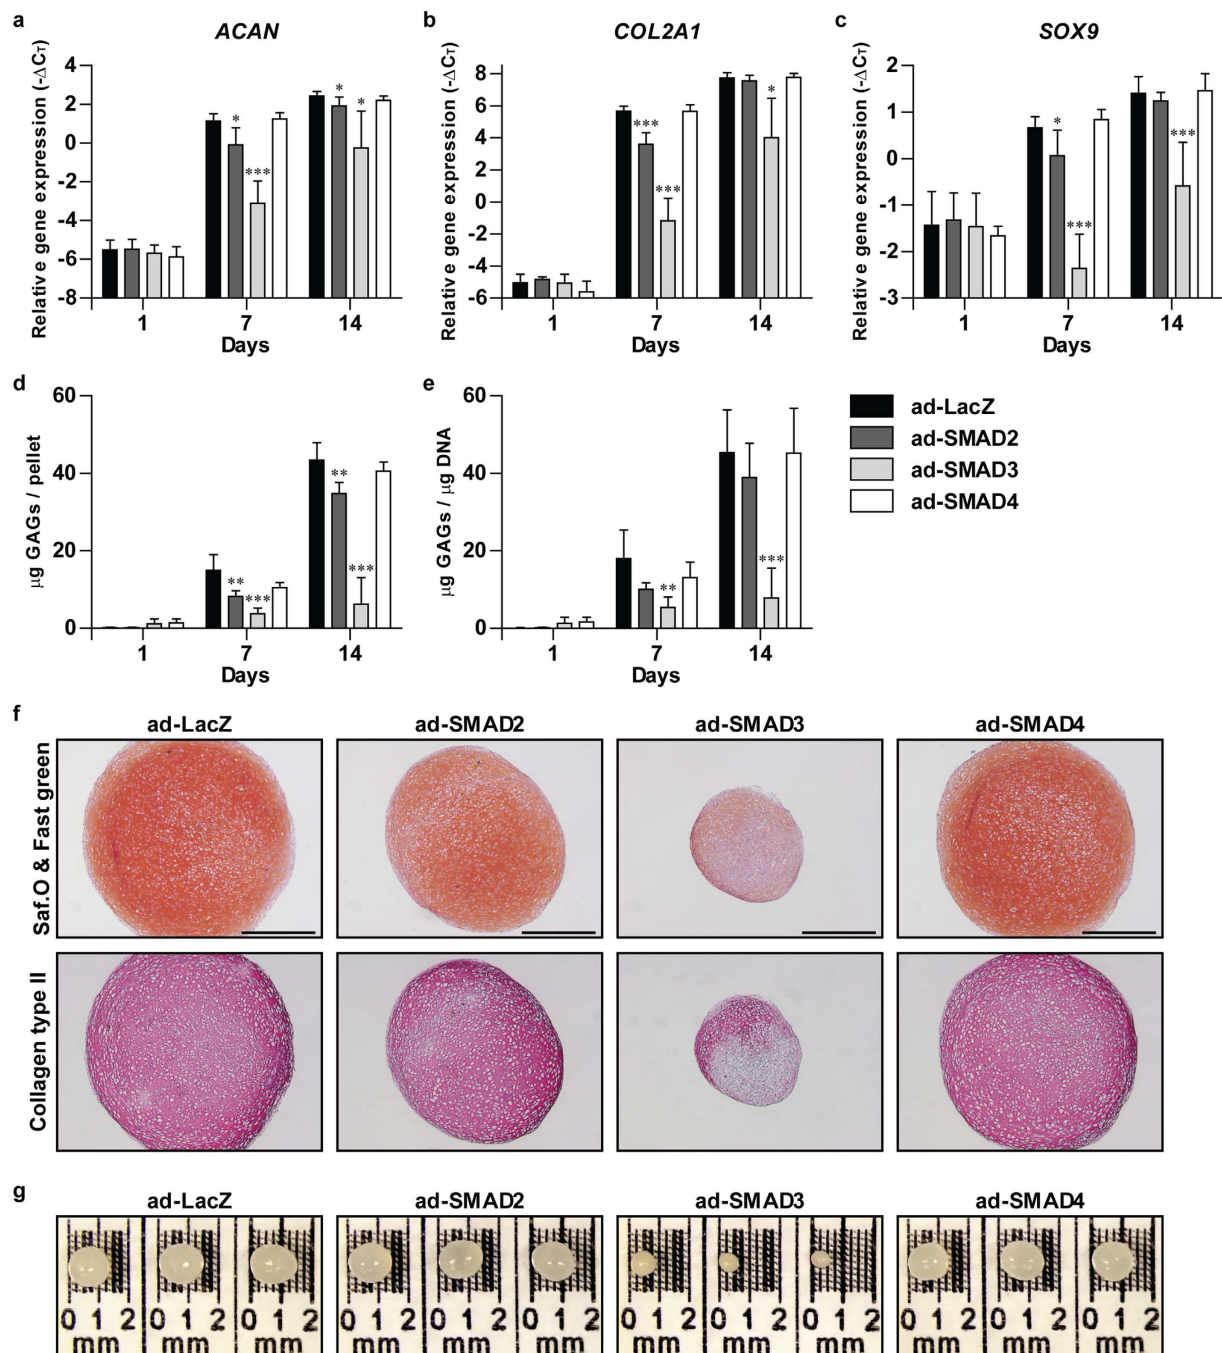 a
ACAN
Relative gene expression (-ΔCT)
4
2
0
-2
-4
-6
-8
*
***
*
*
1
7
14
Days
b
COL2A1
Relative gene expression (-ΔCT)
8
6
4
2
0
-2
-4
-6
***
***
*
1
7
14
Days
c
SOX9
Relative gene expression (-ΔCT)
2
1
0
-1
-2
-3
*
***
***
1
7
14
Days
d
μg GAGs / pellet
60
40
20
0
**
***
**
***
1
7
14
Days
e
μg GAGs / μg DNA
60
40
20
0
**
***
1
7
14
Days
ad-LacZ
ad-SMAD2
ad-SMAD3
ad-SMAD4
f
ad-LacZ
ad-SMAD2
ad-SMAD3
ad-SMAD4
Saf.O & Fast green
Collagen type II
g
ad-LacZ
ad-SMAD2
ad-SMAD3
ad-SMAD4
0 1 2
mm
0 1 2
mm
0 1 2
mm
0 1 2
mm
0 1 2
mm
0 1 2
mm
0 1 2
mm
0 1 2
mm
0 1 2
mm
0 1 2
mm
0 1 2
mm
0 1 2
mm